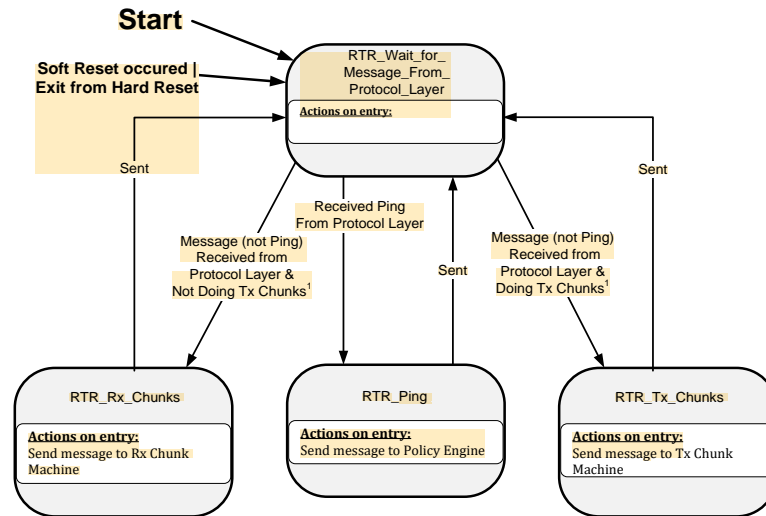 Start
Soft Reset occured |
Exit from Hard Reset
RTR_Wait_for_
Message_From_
Protocol_Layer
Actions on entry:
Sent
Received Ping
From Protocol Layer
Message (not Ping)
Received from
Protocol Layer &
Not Doing Tx Chunks¹
Sent
Message (not Ping)
Received from
Protocol Layer &
Doing Tx Chunks¹
Sent
RTR_Rx_Chunks
Actions on entry:
Send message to Rx Chunk
Machine
RTR_Ping
Actions on entry:
Send message to Policy Engine
RTR_Tx_Chunks
Actions on entry:
Send message to Tx Chunk
Machine